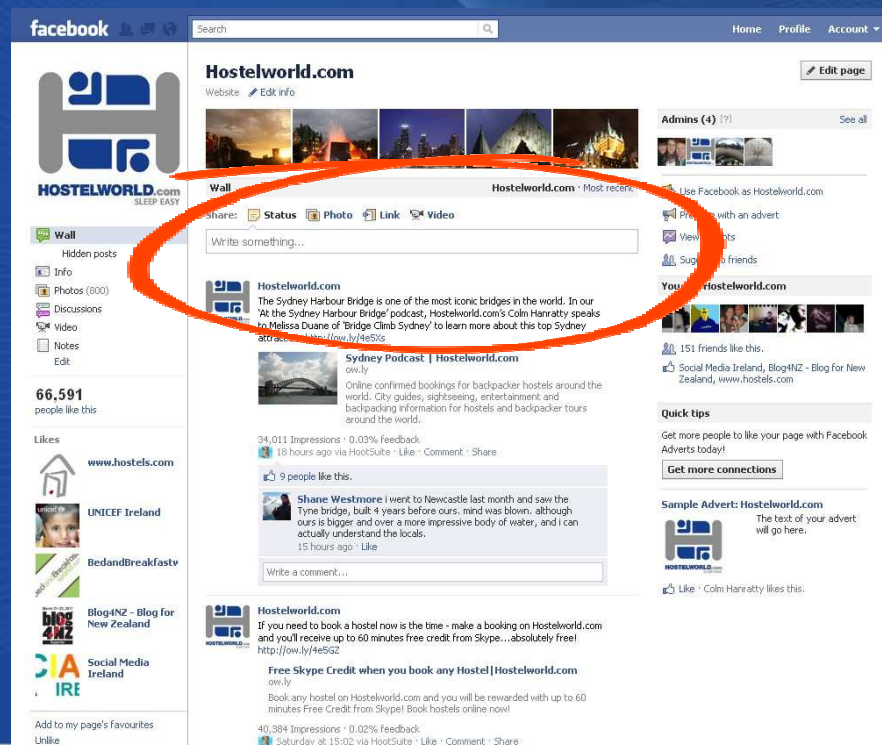 facebook
Search
Home Profile Account
HOSTELWORLD.com
SLEEP EASY
Wall
Hidden posts
Info
Photos (800)
Discussions
Video
Notes
Edit
66,591
people like this
Likes
www.hostels.com
unicef
UNICEF Ireland
BedandBreakfastw
Blog4NZ - Blog for
New Zealand
Social Media
Ireland
Add to my page's favourites
Unlike
Hostelworld.com
Website Edit info
Wall Hostelworld.com · Most recent
Share: Status Photo Link Video
Write something...
Hostelworld.com
The Sydney Harbour Bridge is one of the most iconic bridges in the world. In our
'At the Sydney Harbour Bridge' podcast, Hostelworld.com's Colm Hanratty speaks
to Melissa Duane of 'Bridge Climb Sydney' to learn more about this top Sydney
http://ow.ly/4e5Xs
Sydney Podcast | Hostelworld.com
ow.ly
Online confirmed bookings for backpacker hostels around the
world. City guides, sightseeing, entertainment and
backpacking information for hostels and backpacker tours
around the world.
34,011 Impressions · 0.03% feedback
18 hours ago via HootSuite · Like · Comment · Share
9 people like this.
Shane Westmore i went to Newcastle last month and saw the
Tyne bridge, built 4 years before ours. mind was blown. although
ours is bigger and over a more impressive body of water, and i can
actually understand the locals.
15 hours ago · Like
Write a comment...
Hostelworld.com
If you need to book a hostel now is the time - make a booking on Hostelworld.com
and you'll receive up to 60 minutes free credit from Skype...absolutely free!
http://ow.ly/4e5GZ
Free Skype Credit when you book any Hostel|Hostelworld.com
ow.ly
Book any hostel on Hostelworld.com and you will be rewarded with up to 60
minutes Free Credit from Skype! Book hostels online now!
40,384 Impressions · 0.02% feedback
Saturday at 15:02 via HootSuite · Like · Comment · Share
Edit page
Admins (4) [?] See all
Use Facebook as Hostelworld.com
with an advert
View
friends
Hostelworld.com
151 friends like this.
Social Media Ireland, Blog4NZ - Blog for New
Zealand, www.hostels.com
Quick tips
Get more people to like your page with Facebook
Adverts today!
Get more connections
Sample Advert: Hostelworld.com
The text of your advert
will go here.
HOSTELWORLD.com
Like · Colm Hanratty likes this.